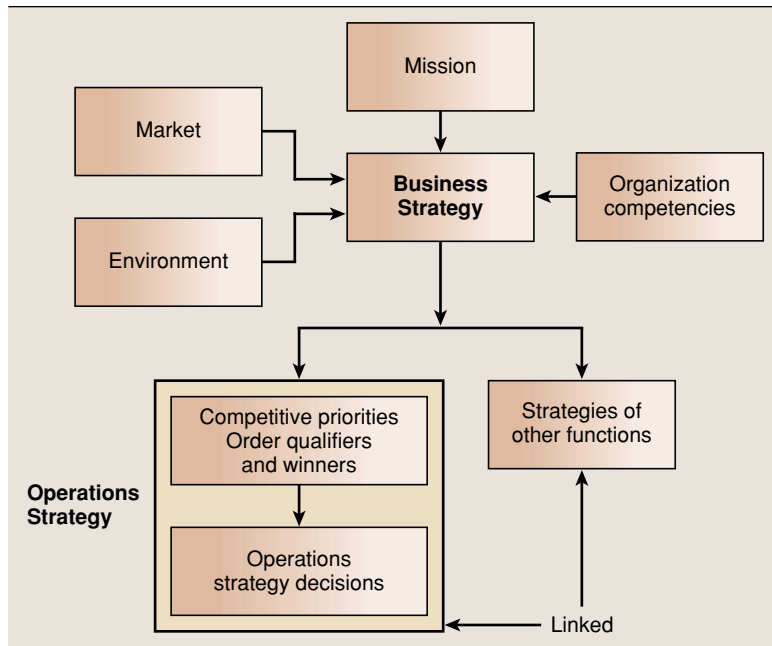 Mission
Market
Business
Strategy
Organization
competencies
Environment
Competitive priorities
Order qualifiers
and winners
Strategies of
other functions
Operations
Strategy
Operations
strategy decisions
Linked